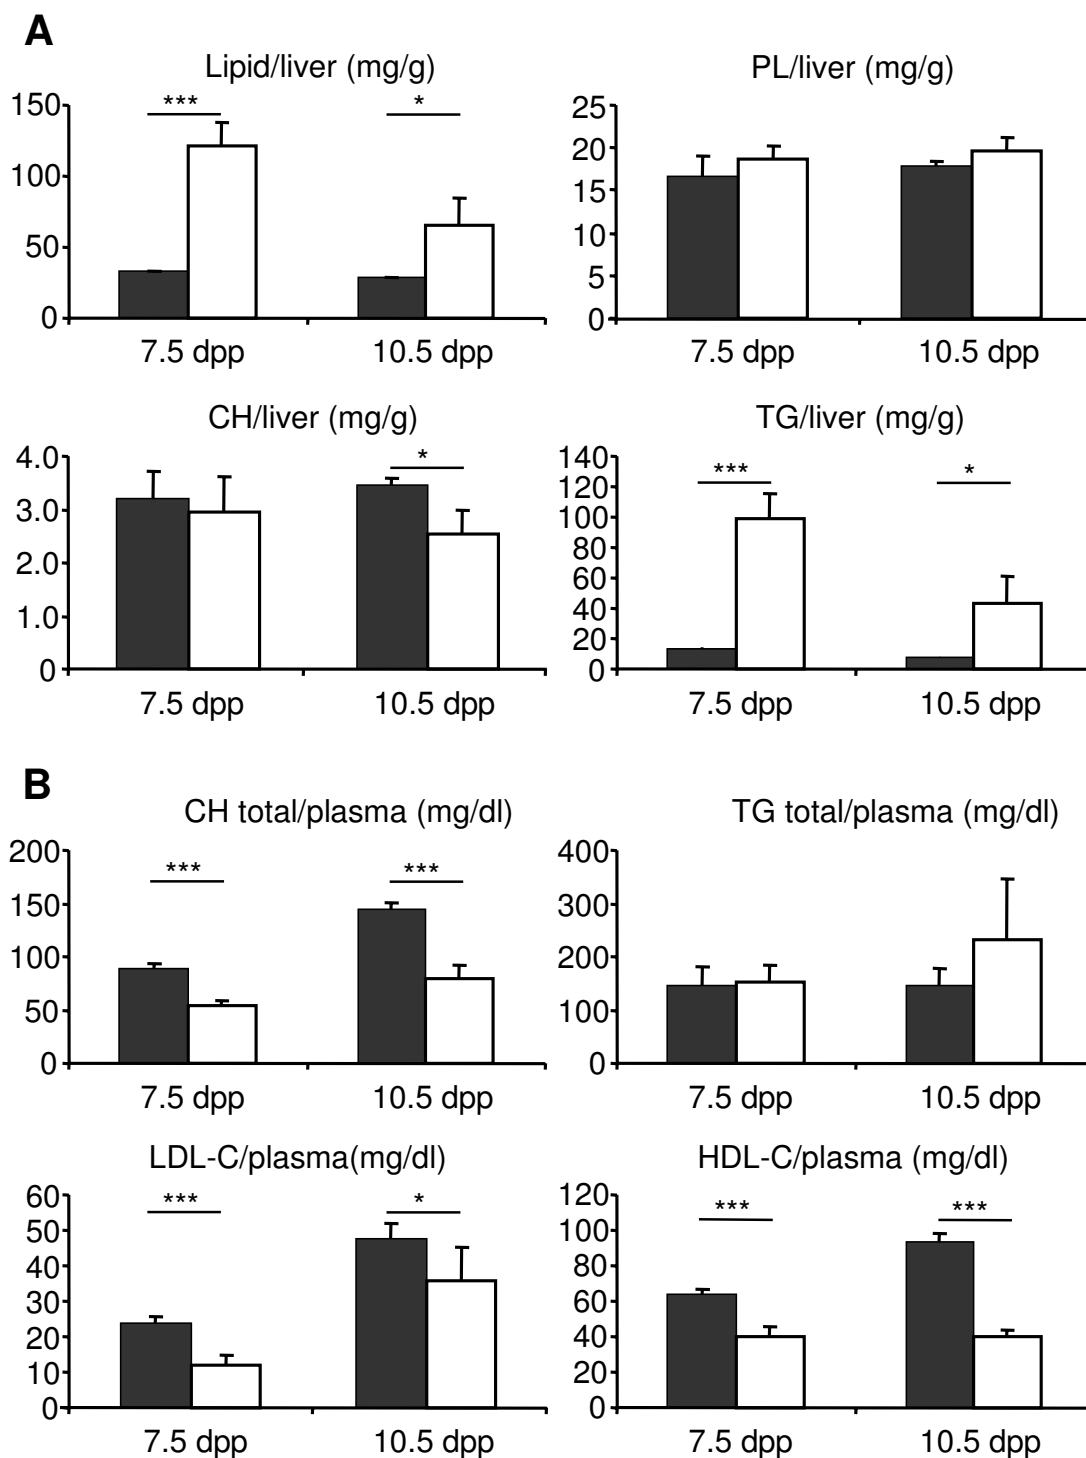 A
Lipid/liver (mg/g)
150
100
50
0
***
*
7.5 dpp
10.5 dpp
PL/liver (mg/g)
25
20
15
10
5
0
7.5 dpp
10.5 dpp
CH/liver (mg/g)
4.0
3.0
2.0
1.0
0
*
7.5 dpp
10.5 dpp
TG/liver (mg/g)
140
120
100
80
60
40
20
0
***
*
7.5 dpp
10.5 dpp
B
CH total/plasma (mg/dl)
200
150
100
50
0
***
***
7.5 dpp
10.5 dpp
TG total/plasma (mg/dl)
400
300
200
100
0
7.5 dpp
10.5 dpp
LDL-C/plasma(mg/dl)
60
50
40
30
20
10
0
***
*
7.5 dpp
10.5 dpp
HDL-C/plasma (mg/dl)
120
100
80
60
40
20
0
***
***
7.5 dpp
10.5 dpp